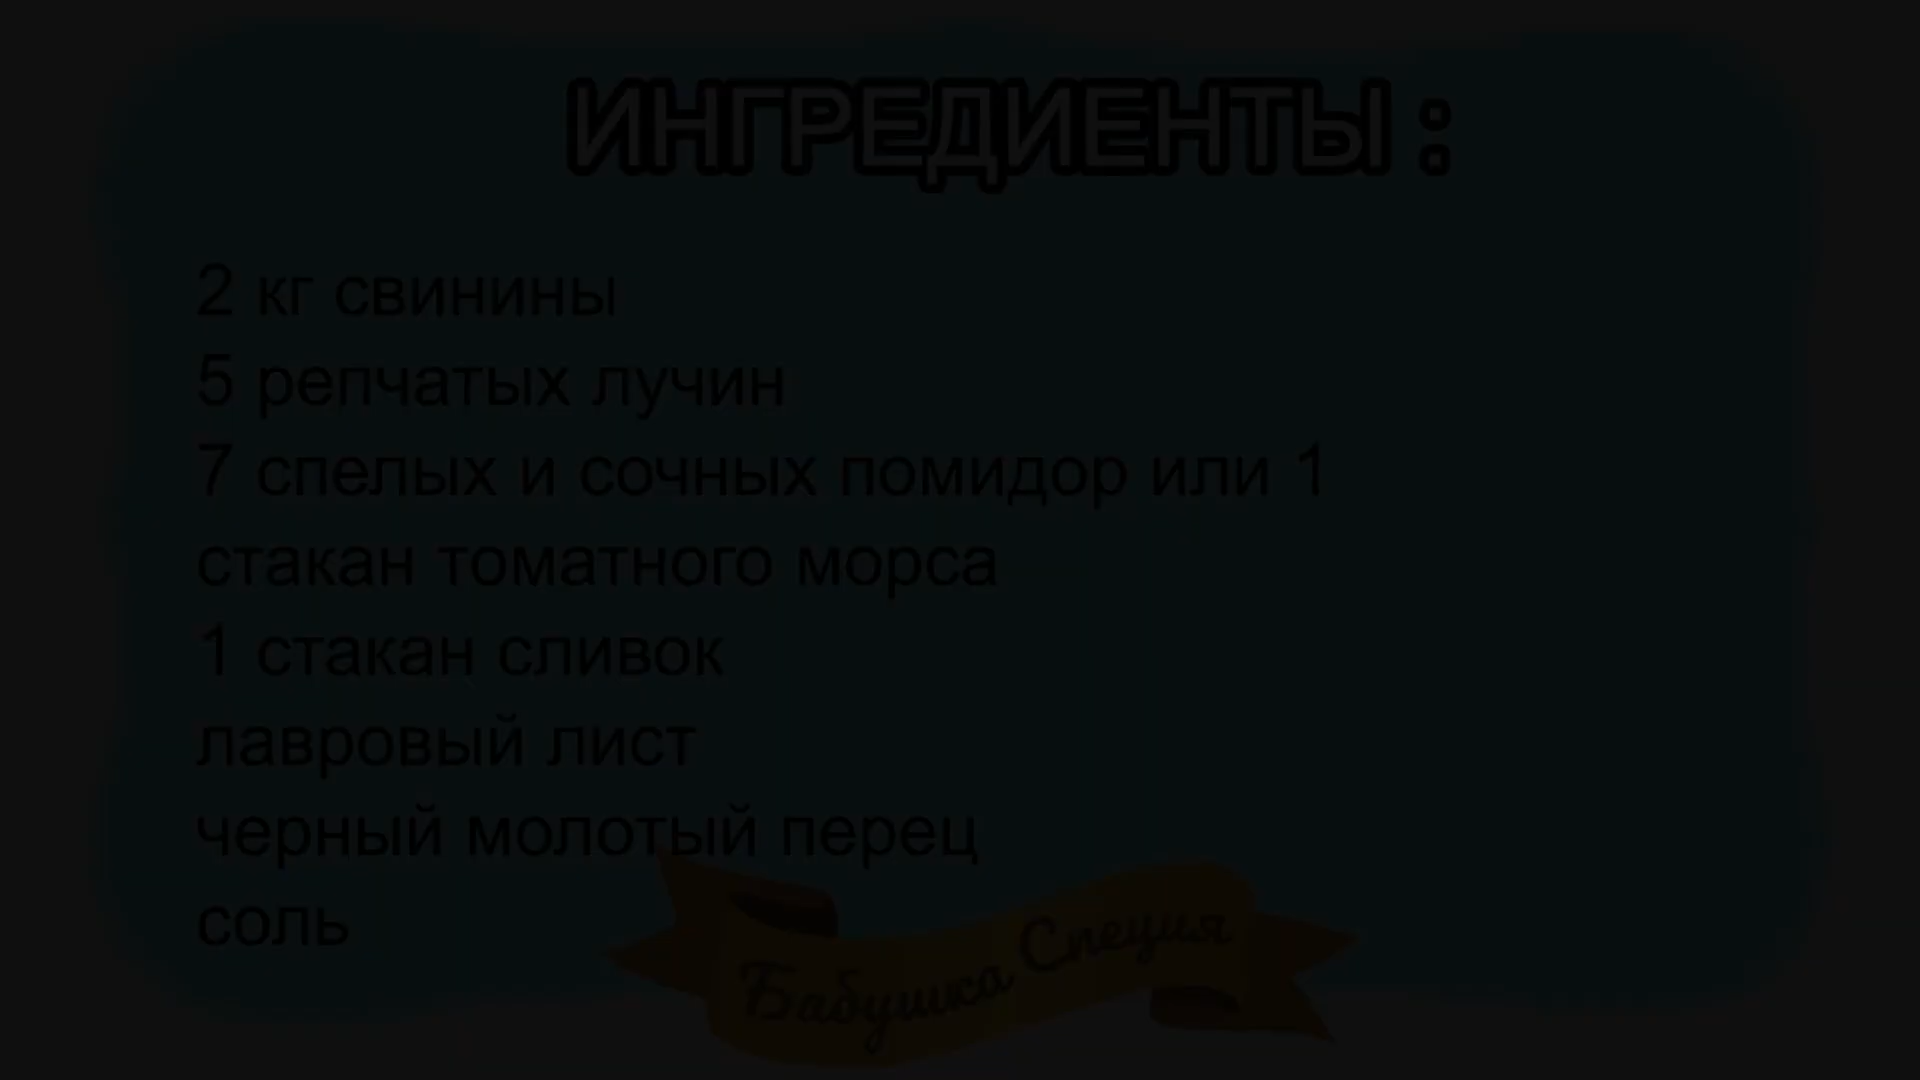 ИНГРЕДИЕНТЫ :
2 кг свинины
5 репчатых лучин
7 спелых и сочных помидор или 1
стакан томатного морса
1 стакан сливок
лавровый лист
черный молотый перец
соль
Бабушка Специя